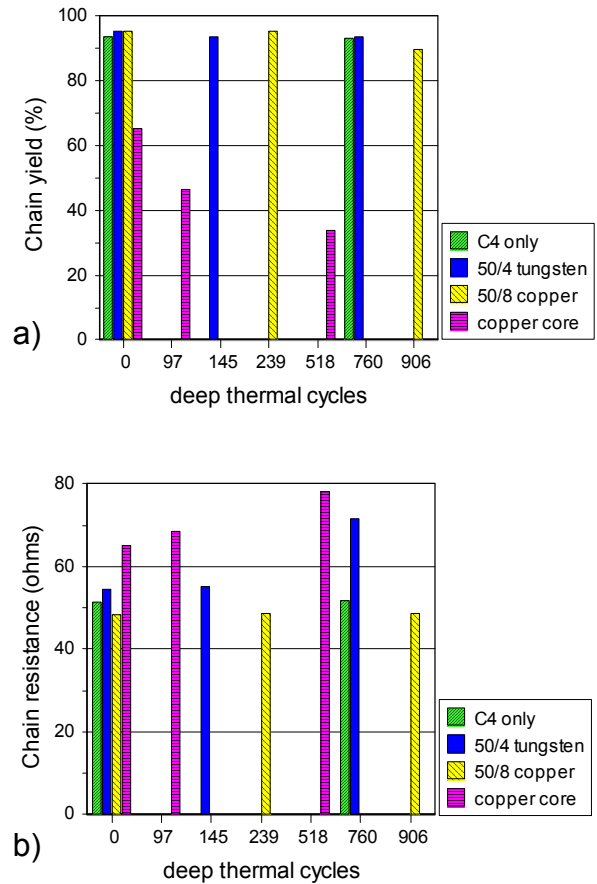 100
80
60
40
20
0
Chain yield (%)
0 97 145 239 518 760 906
deep thermal cycles
C4 only
50/4 tungsten
50/8 copper
copper core
a)
80
60
40
20
0
Chain resistance (ohms)
0 97 145 239 518 760 906
deep thermal cycles
C4 only
50/4 tungsten
50/8 copper
copper core
b)